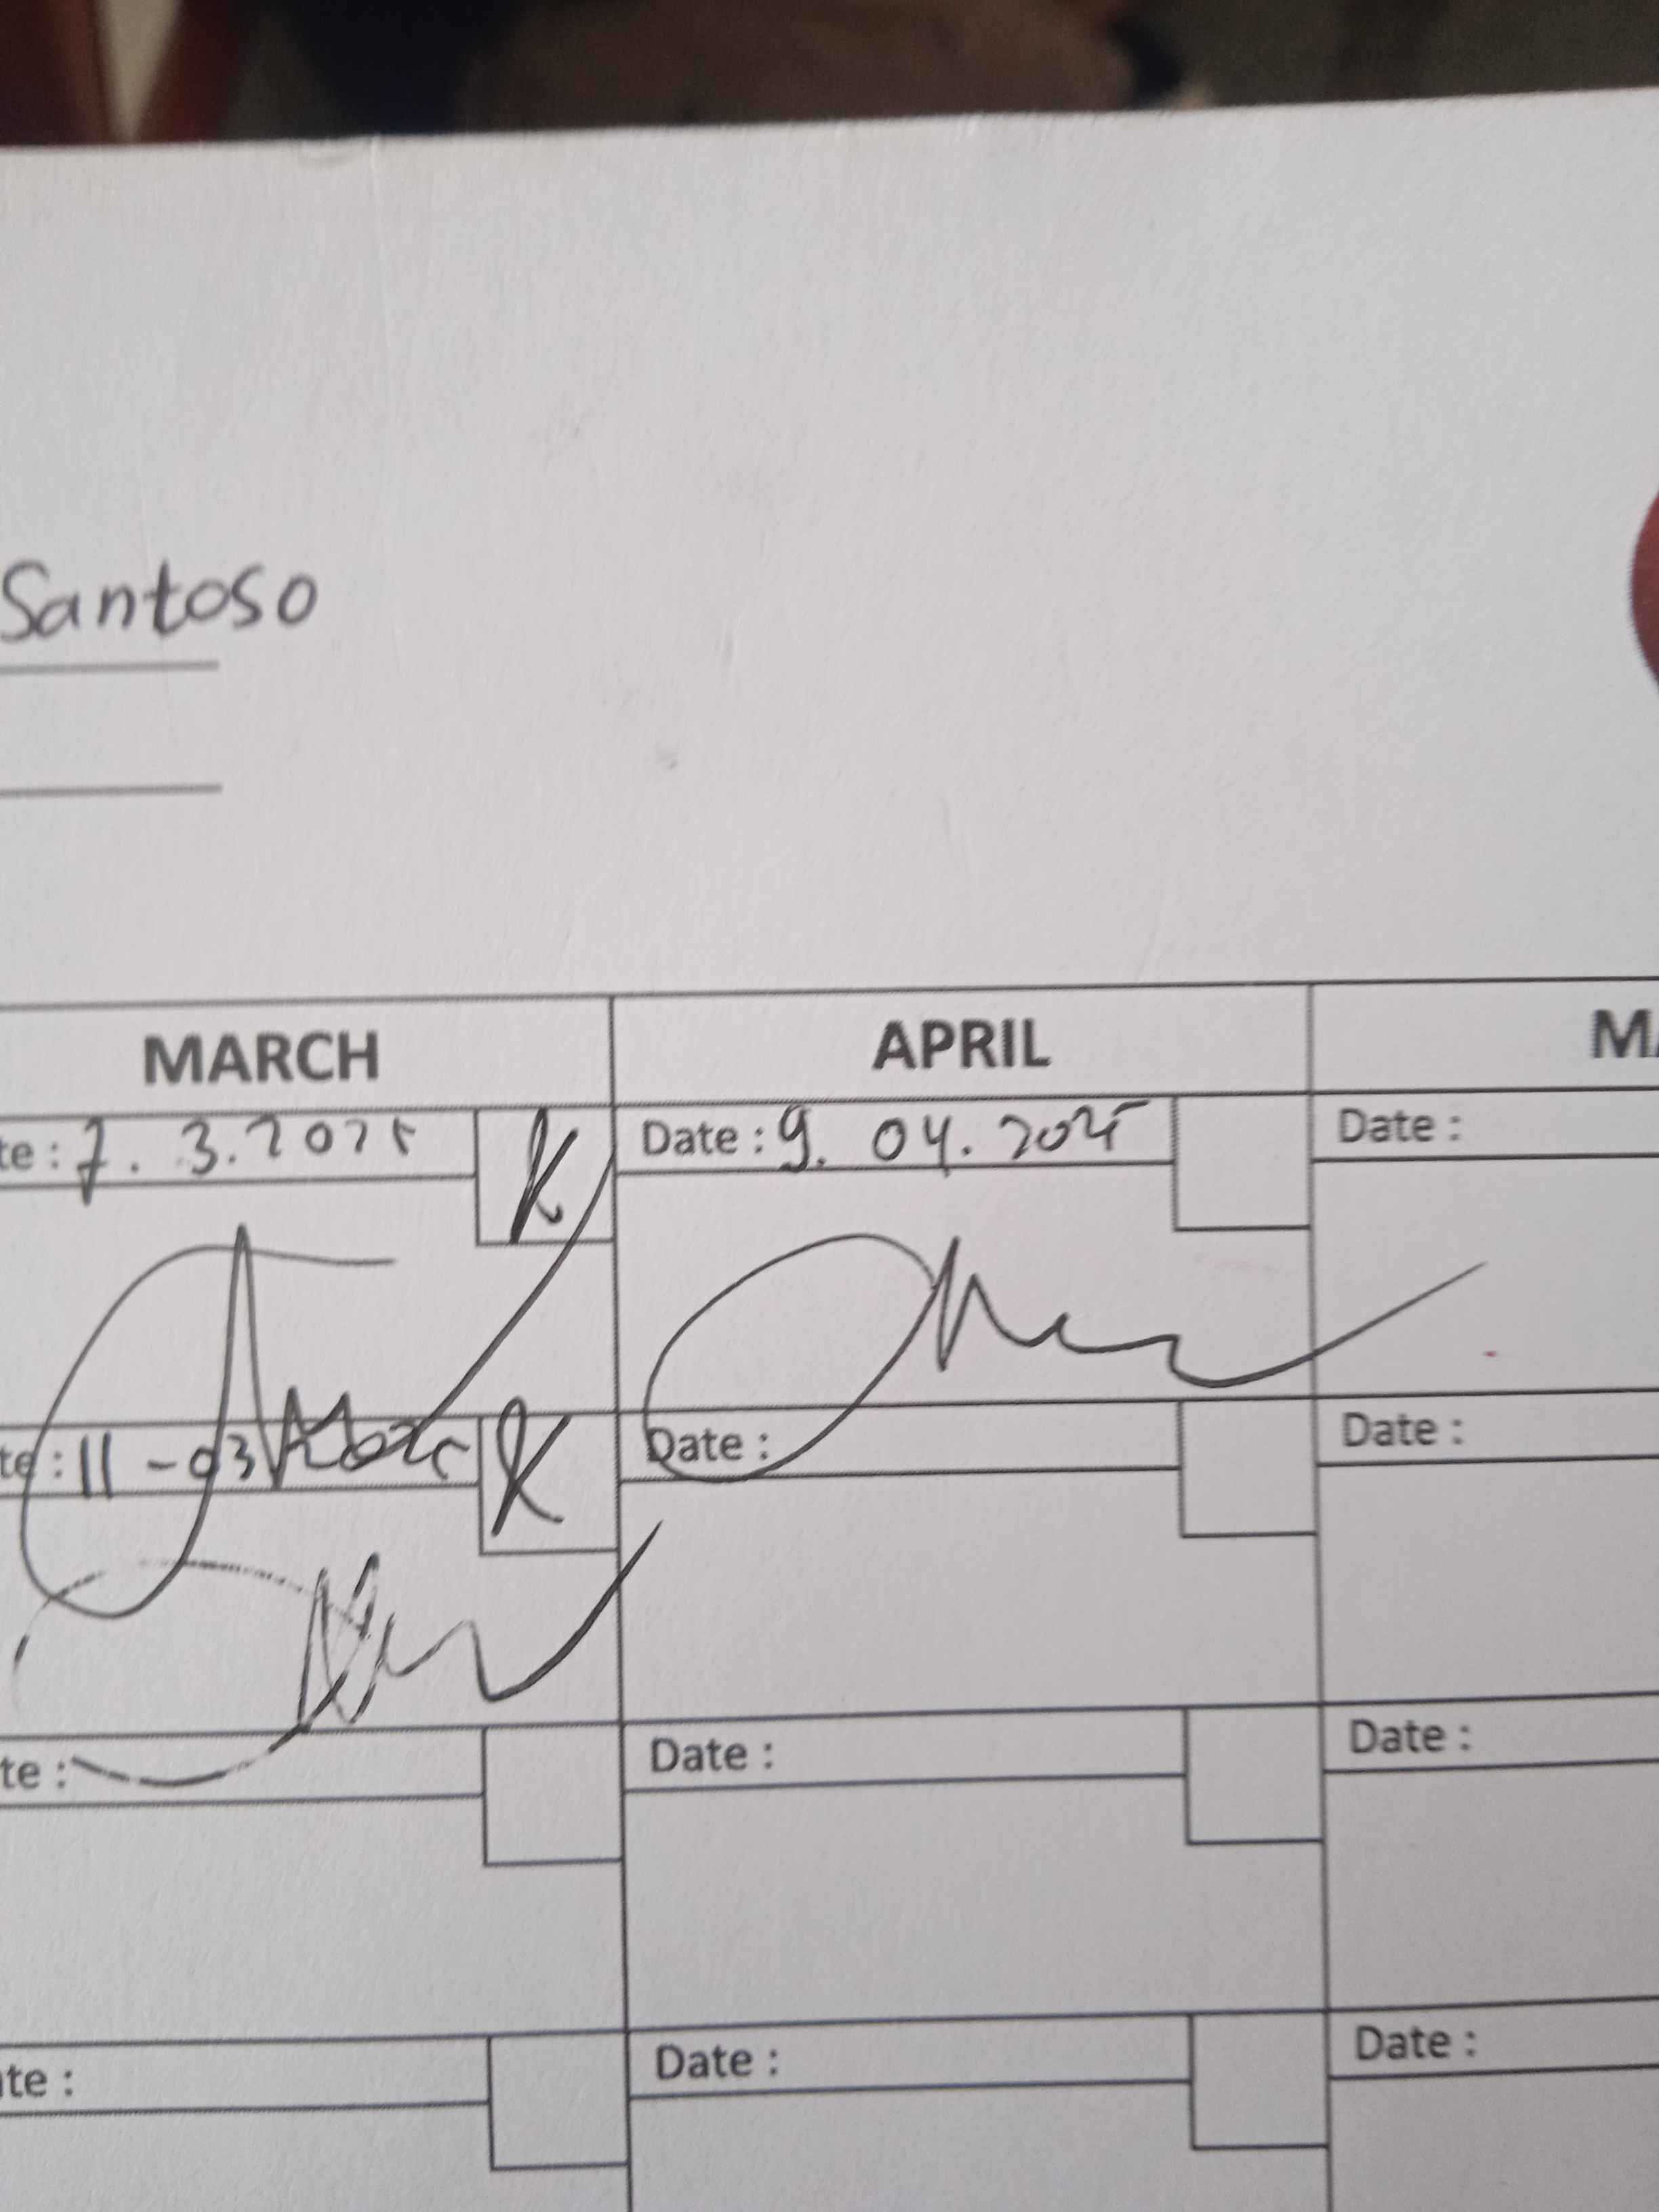 Santoso
MARCH APRIL
te : 7. 3.2025 K Date : 9. 04. 2025 Date :
te : 11 -03 K Date : Date :
te : Date : Date :
te : Date : Date :